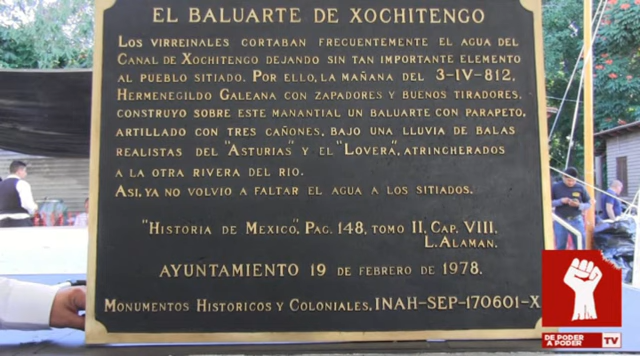 EL BALUARTE DE XOCHITENGO
LOS VIRREINALES CORTABAN FRECUENTEMENTE EL AGUA DEL
CANAL DE XOCHITENGO DEJANDO SIN TAN IMPORTANTE ELEMENTO
AL PUEBLO SITIADO. POR ELLO, LA MAÑANA DEL 3-IV-812,
HERMENEGILDO GALEANA CON ZAPADORES Y BUENOS TIRADORES,
CONSTRUYO SOBRE ESTE MANANTIAL UN BALUARTE CON PARAPETO,
ARTILLADO CON TRES CAÑONES, BAJO UNA LLUVIA DE BALAS
REALISTAS DEL "ASTURIAS" Y EL "LOVERA", ATRINCHERADOS
A LA OTRA RIVERA DEL RIO.
ASI, YA NO VOLVIO A FALTAR EL AGUA A LOS SITIADOS.
"HISTORIA DE MEXICO", PAG. 148, TOMO II, CAP. VIII,
L. ALAMAN.
AYUNTAMIENTO 19 DE FEBRERO DE 1978.
MONUMENTOS HISTORICOS Y COLONIALES, INAH-SEP-170601-X
DE PODER
A PODER TV